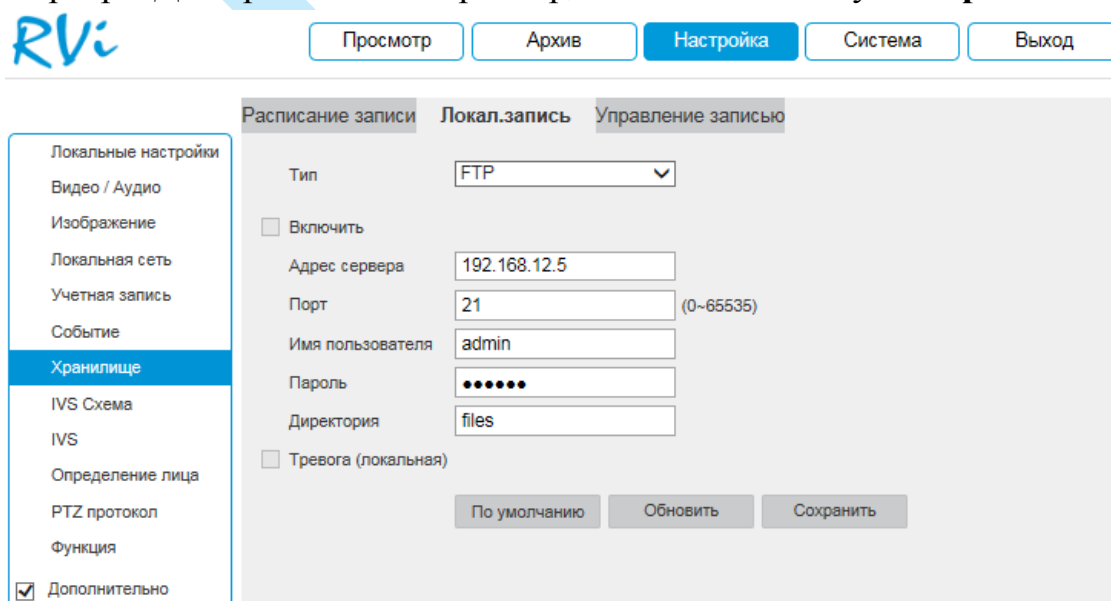 RVi
Просмотр Архив Настройка Система Выход
Расписание записи Локал.запись Управление записью
Локальные настройки
Видео / Аудио
Изображение
Локальная сеть
Учетная запись
Событие
Хранилище
IVS Схема
IVS
Определение лица
PTZ протокол
Функция
Дополнительно
Тип FTP
Включить
Адрес сервера 192.168.12.5
Порт 21 (0~65535)
Имя пользователя admin
Пароль ●●●●●●
Директория files
Тревога (локальная)
По умолчанию Обновить Сохранить